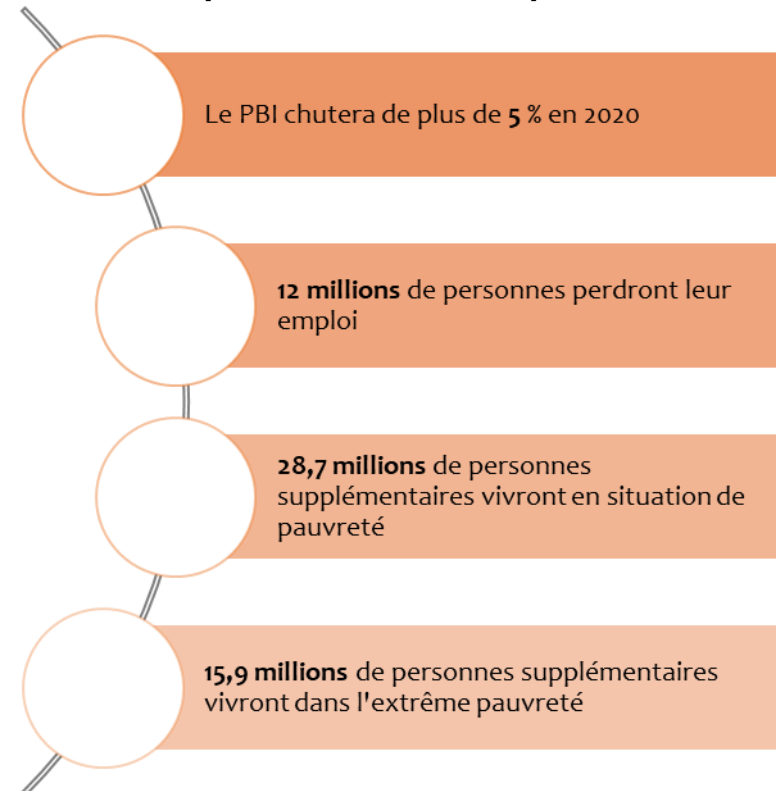 Le PBI chutera de plus de 5 % en 2020
12 millions de personnes perdront leur
emploi
28,7 millions de personnes
supplémentaires vivront en situation de
pauvreté
15,9 millions de personnes supplémentaires
vivront dans l'extrême pauvreté